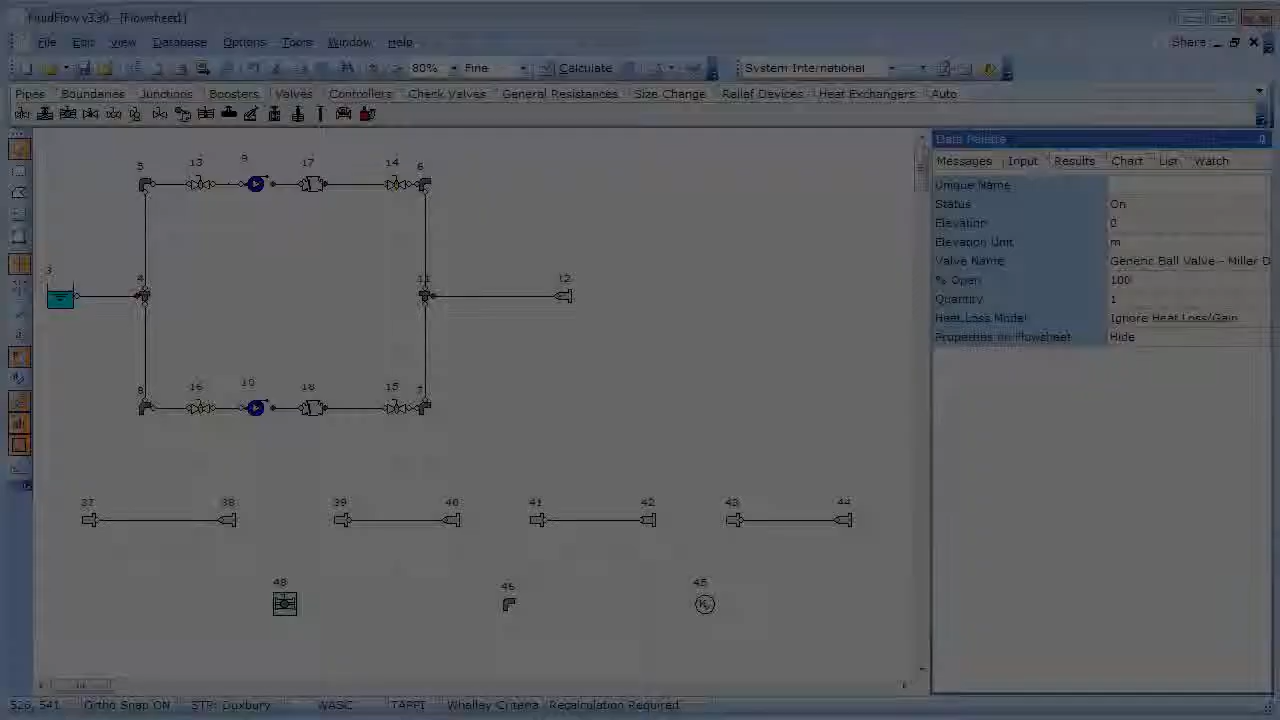 FluidFlow v3.30 - [Flowsheet1]
File Edit View Database Options Tools Window Help Share
80% Fine Calculate System International
Pipes Boundaries Junctions Boosters Valves Controllers Check Valves General Resistances Size Change Relief Devices Heat Exchangers Auto
Data Palette
Messages Input Results Chart List Watch
Unique Name
Status On
Elevation 0
Elevation Unit m
Valve Name Generic Ball Valve - Miller D
% Open 100
Quantity 1
Heat Loss Model Ignore Heat Loss/Gain
Properties on Flowsheet Hide
5 13 9 17 14 6
3 4 11 12
8 16 10 18 15 7
37 38 39 40 41 42 43 44
48 46 45
526, 541 Ortho Snap ON STP: Duxbury WASC TAPPI Whalley Criteria Recalculation Required